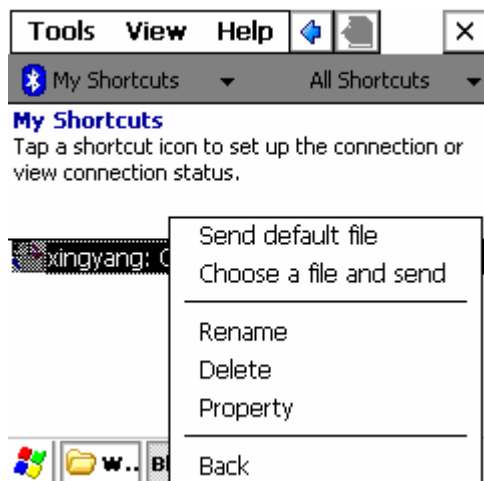 Tools View Help
My Shortcuts All Shortcuts
My Shortcuts
Tap a shortcut icon to set up the connection or
view connection status.
xingyang:
Send default file
Choose a file and send
Rename
Delete
Property
Back
W..